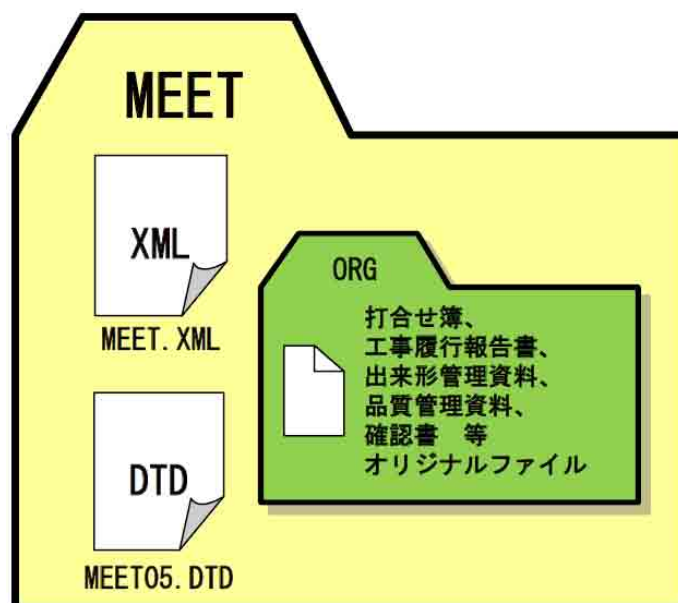 MEET
XML
MEET.XML
DTD
MEET05.DTD
ORG
打合せ簿、
工事履行報告書、
出来形管理資料、
品質管理資料、
確認書　等
オリジナルファイル